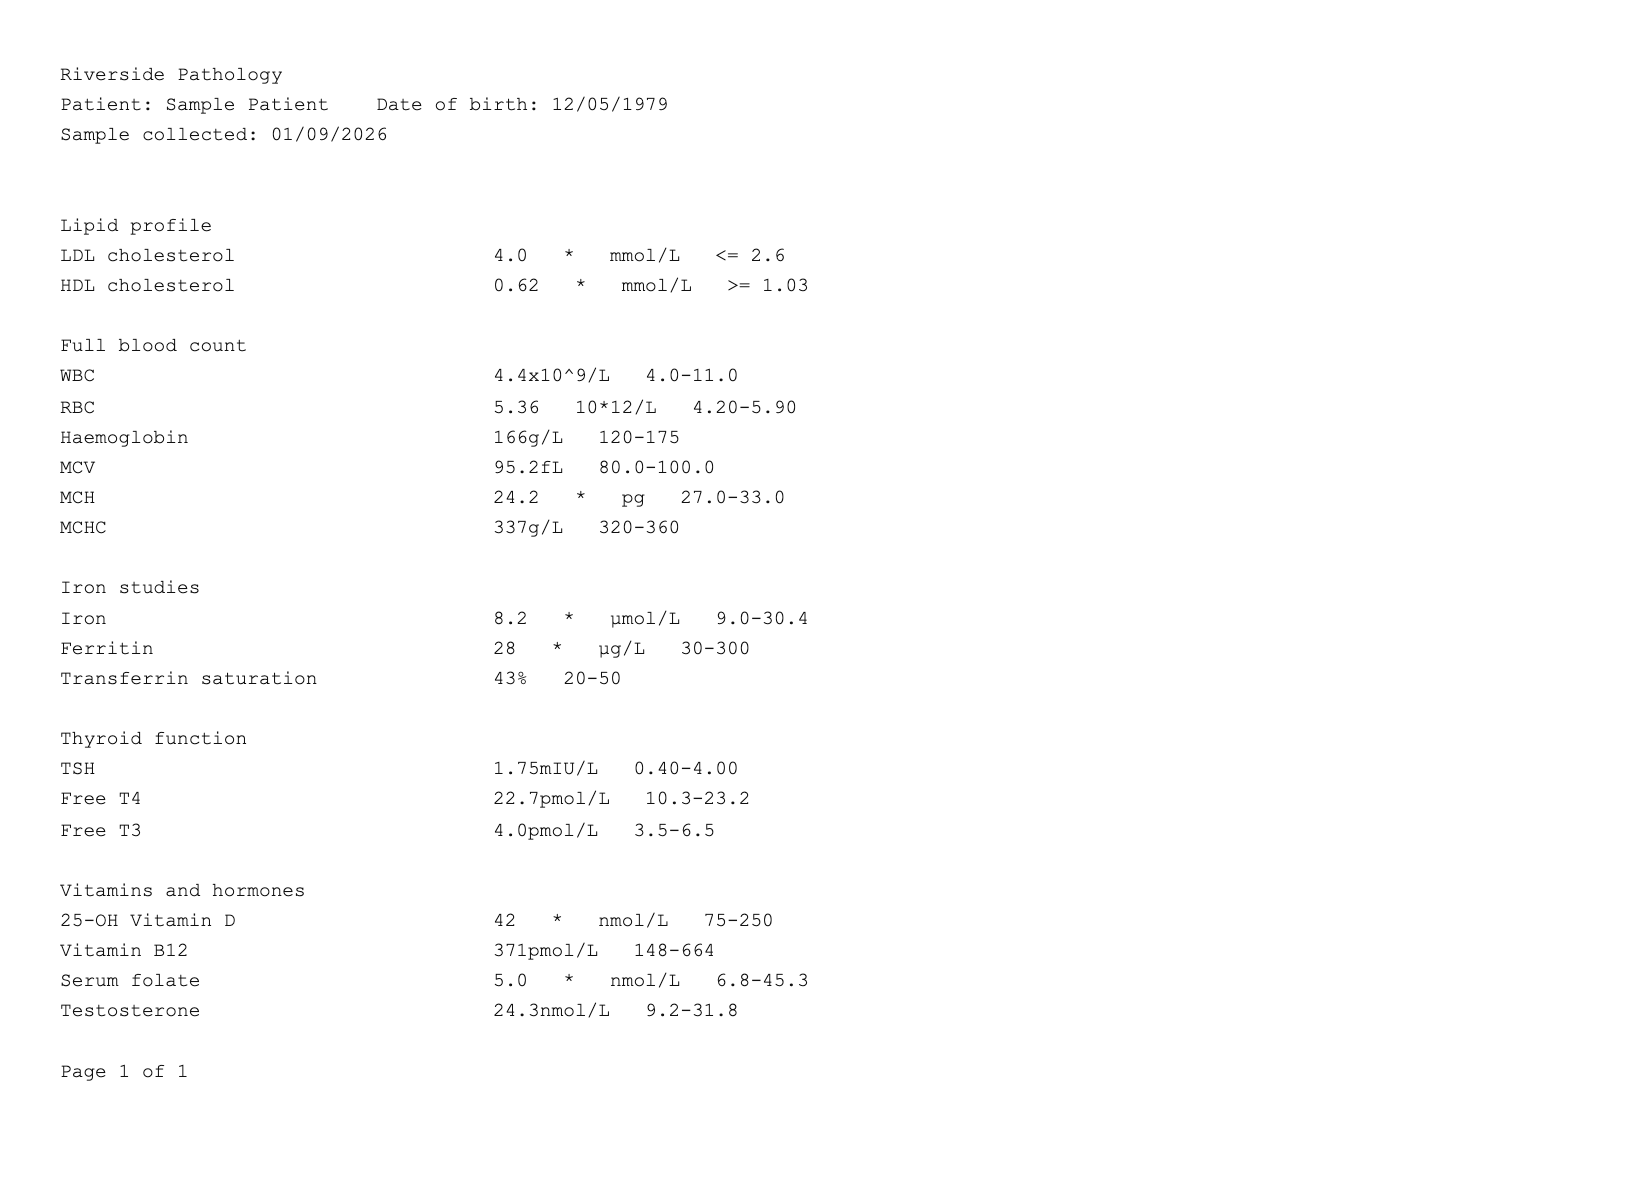 Riverside Pathology
Patient: Sample Patient    Date of birth: 12/05/1979
Sample collected: 01/09/2026
Lipid profile
LDL cholesterol    4.0   *   mmol/L   <= 2.6
HDL cholesterol    0.62   *   mmol/L   >= 1.03
Full blood count
WBC    4.4x10^9/L   4.0-11.0
RBC    5.36   10*12/L   4.20-5.90
Haemoglobin    166g/L   120-175
MCV    95.2fL   80.0-100.0
MCH    24.2   *   pg   27.0-33.0
MCHC    337g/L   320-360
Iron studies
Iron    8.2   *   µmol/L   9.0-30.4
Ferritin    28   *   µg/L   30-300
Transferrin saturation    43%   20-50
Thyroid function
TSH    1.75mIU/L   0.40-4.00
Free T4    22.7pmol/L   10.3-23.2
Free T3    4.0pmol/L   3.5-6.5
Vitamins and hormones
25-OH Vitamin D    42   *   nmol/L   75-250
Vitamin B12    371pmol/L   148-664
Serum folate    5.0   *   nmol/L   6.8-45.3
Testosterone    24.3nmol/L   9.2-31.8
Page 1 of 1